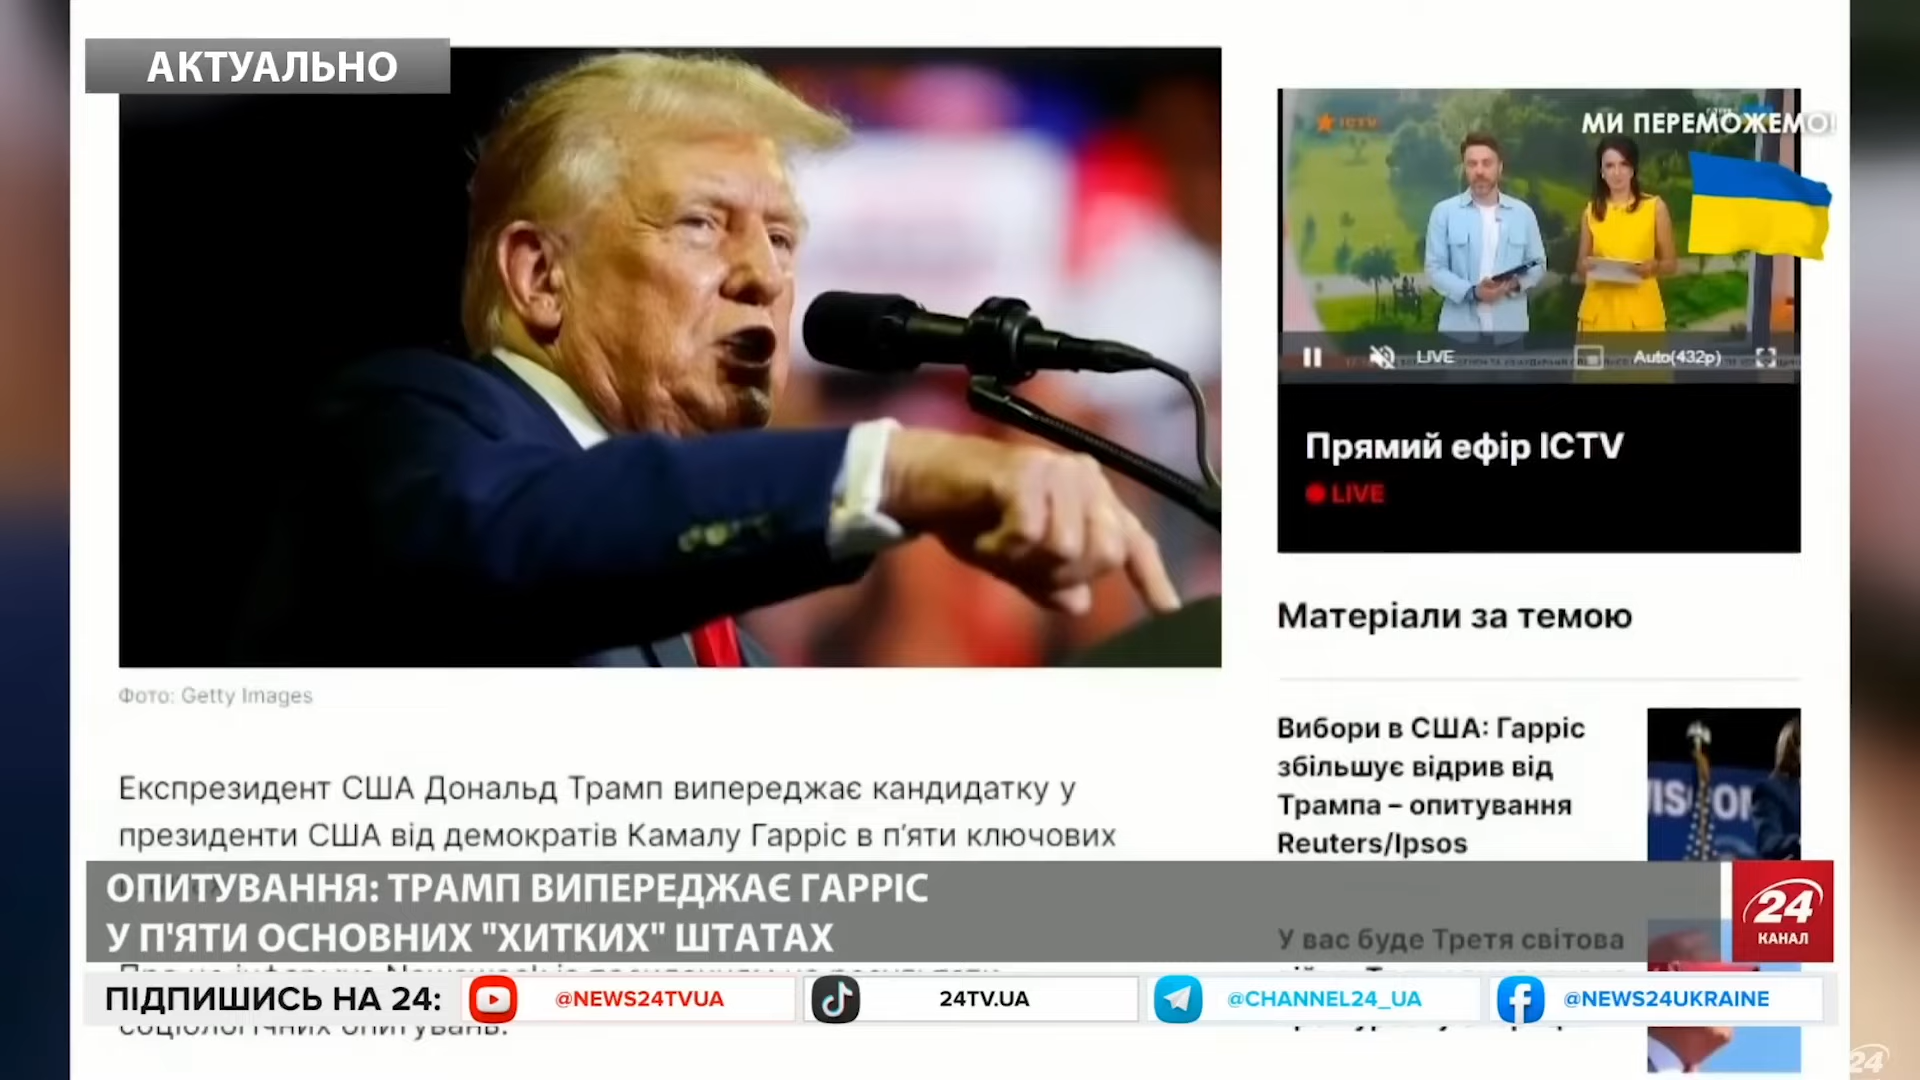 АКТУАЛЬНО
МИ ПЕРЕМОЖЕМО!
ICTV
LIVE
Auto(432p)
Прямий ефір ICTV
LIVE
Матеріали за темою
Фото: Getty Images
Вибори в США: Гарріс
збільшує відрив від
Трампа – опитування
Reuters/Ipsos
Експрезидент США Дональд Трамп випереджає кандидатку у
президенти США від демократів Камалу Гарріс в п’яти ключових
ОПИТУВАННЯ: ТРАМП ВИПЕРЕДЖАЄ ГАРРІС
У П'ЯТИ ОСНОВНИХ "ХИТКИХ" ШТАТАХ
У вас буде Третя світова
24
КАНАЛ
ПІДПИШИСЬ НА 24:
@NEWS24TVUA
24TV.UA
@CHANNEL24_UA
@NEWS24UKRAINE
соціологічних опитувань.
24